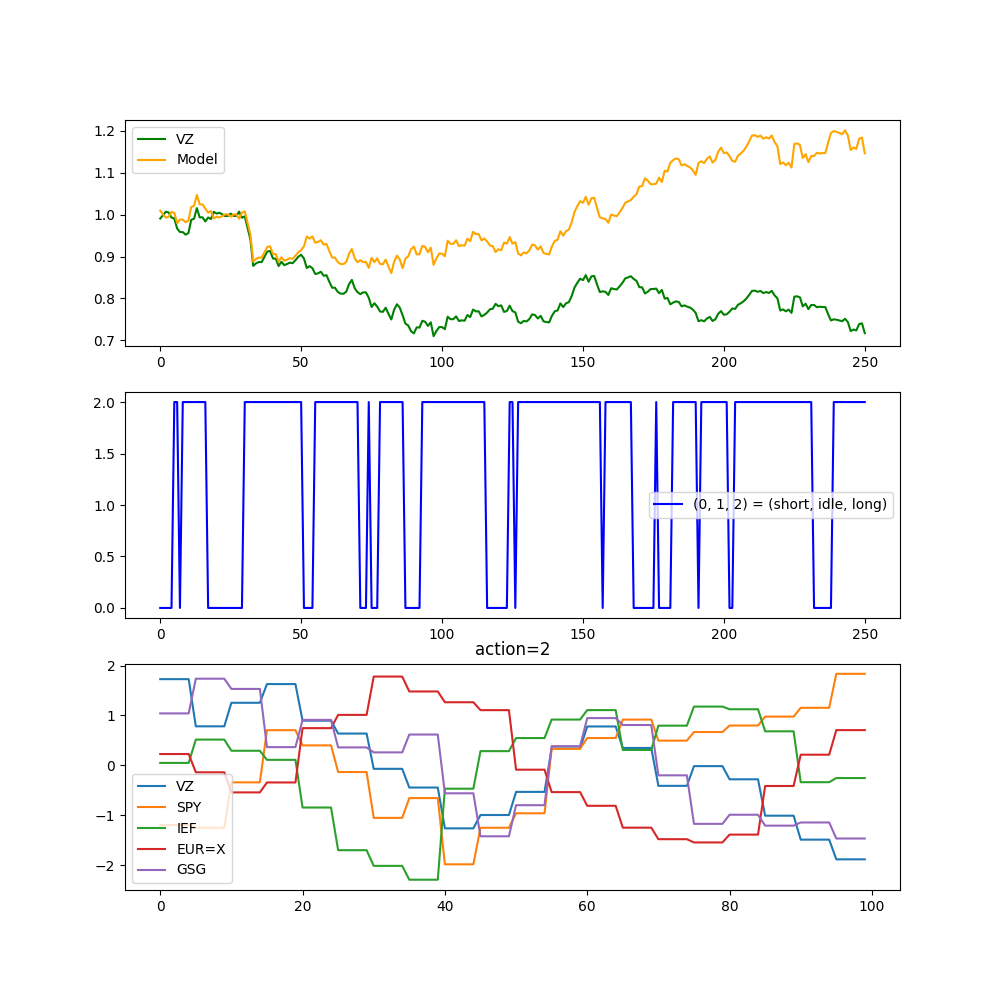 1.2
1.1
1.0
0.9
0.8
0.7
VZ
Model
0 50 100 150 200 250
2.0
1.5
1.0
0.5
0.0
(0, 1, 2) = (short, idle, long)
0 50 100 150 200 250
action=2
2
1
0
−1
−2
VZ
SPY
IEF
EUR=X
GSG
0 20 40 60 80 100